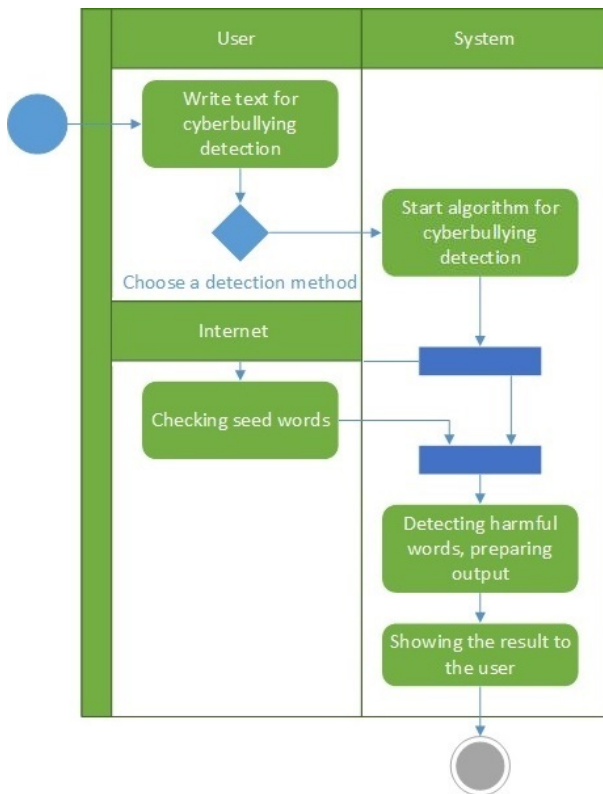 User
System
Write text for
cyberbullying
detection
Start algorithm for
cyberbullying
detection
Choose a detection method
Internet
Checking seed words
Detecting harmful
words, preparing
output
Showing the result to
the user